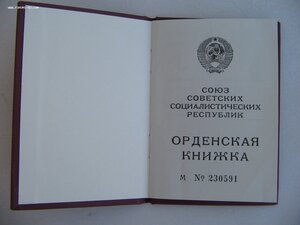 СОЮЗ
СОВЕТСКИХ
СОЦИАЛИСТИЧЕСКИХ
РЕСПУБЛИК
ОРДЕНСКАЯ
КНИЖКА
М № 230591